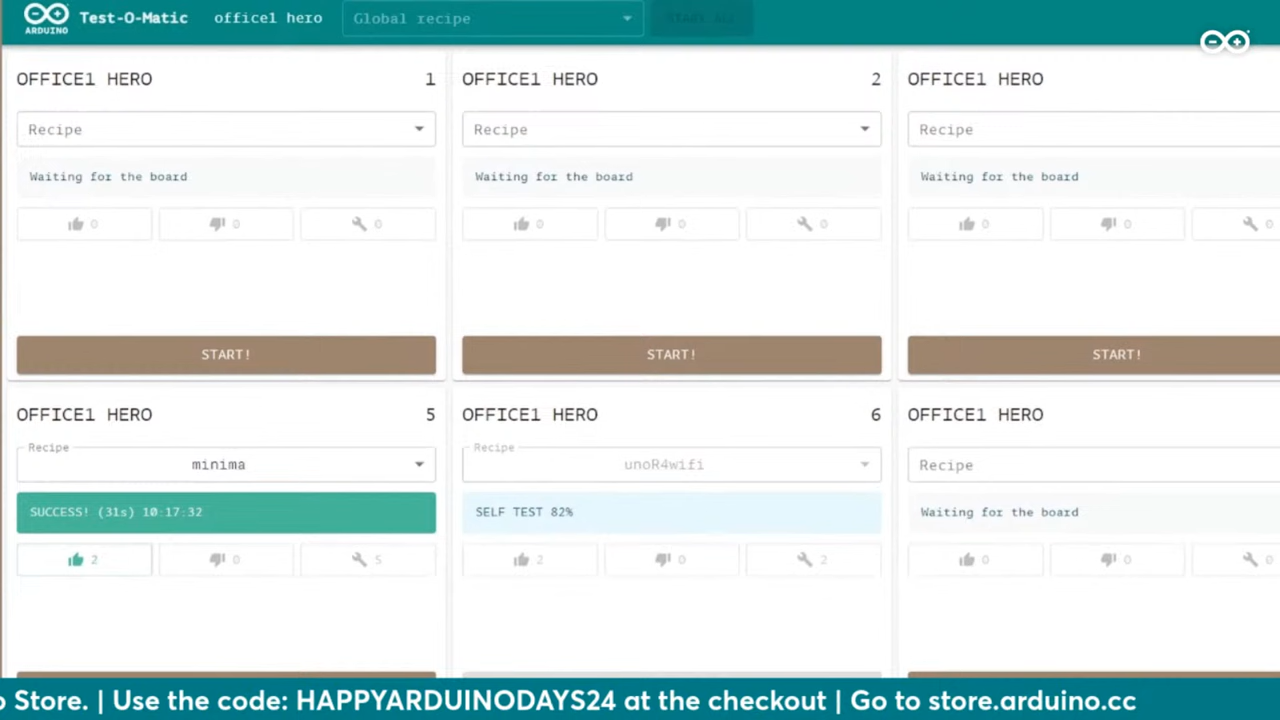 ARDUINO
Test-O-Matic
office1 hero
Global recipe
START ALL
OFFICE1 HERO 1
Recipe
Waiting for the board
0 0 0
START!
OFFICE1 HERO 2
Recipe
Waiting for the board
0 0 0
START!
OFFICE1 HERO
Recipe
Waiting for the board
0 0 0
START!
OFFICE1 HERO 5
Recipe
minima
SUCCESS! (31s) 10:17:32
2 0 5
OFFICE1 HERO 6
Recipe
unoR4wifi
SELF TEST 82%
2 0 2
OFFICE1 HERO
Recipe
Waiting for the board
0 0 0
o Store. | Use the code: HAPPYARDUINODAYS24 at the checkout | Go to store.arduino.cc